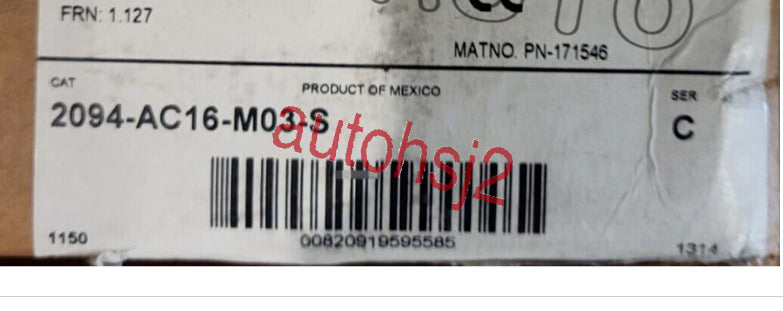 FRN: 1.127
MATNO. PN-171546
CAT
PRODUCT OF MEXICO
SER
2094-AC16-M03-S
C
autohsj2
00820919595585
1150
1314